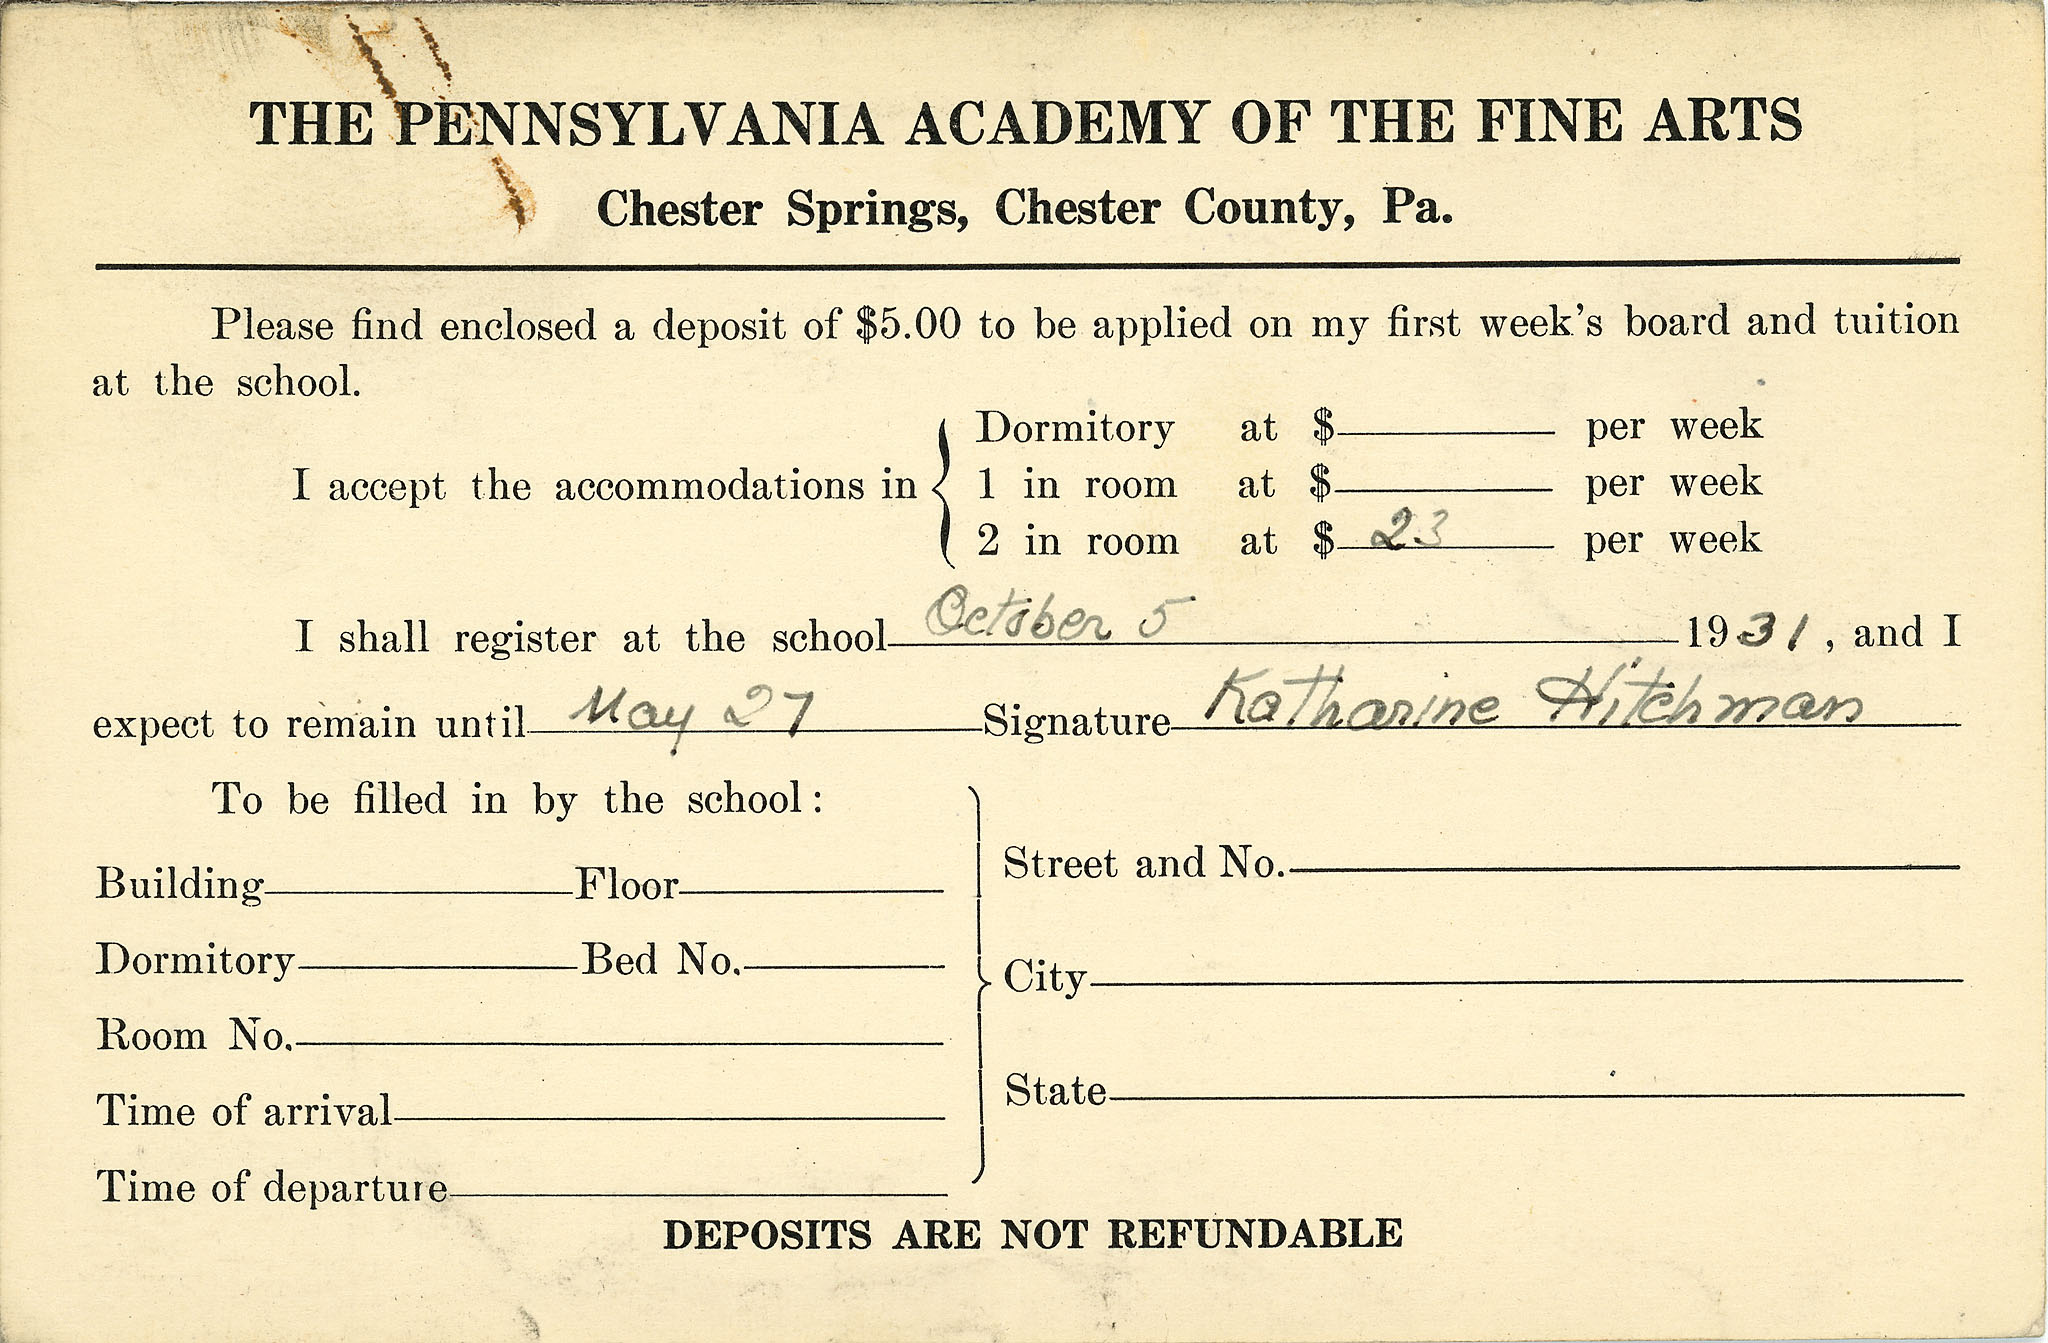 THE PENNSYLVANIA ACADEMY OF THE FINE ARTS
Chester Springs, Chester County, Pa.
Please find enclosed a deposit of $5.00 to be applied on my first week's board and tuition
at the school.
Dormitory at $ per week
I accept the accommodations in 1 in room at $ per week
2 in room at $ 23 per week
I shall register at the school October 5 1931, and I
expect to remain until May 27 Signature Katharine Hitchman
To be filled in by the school:
Building Floor
Dormitory Bed No.
Room No.
Time of arrival
Time of departure
Street and No.
City
State
DEPOSITS ARE NOT REFUNDABLE